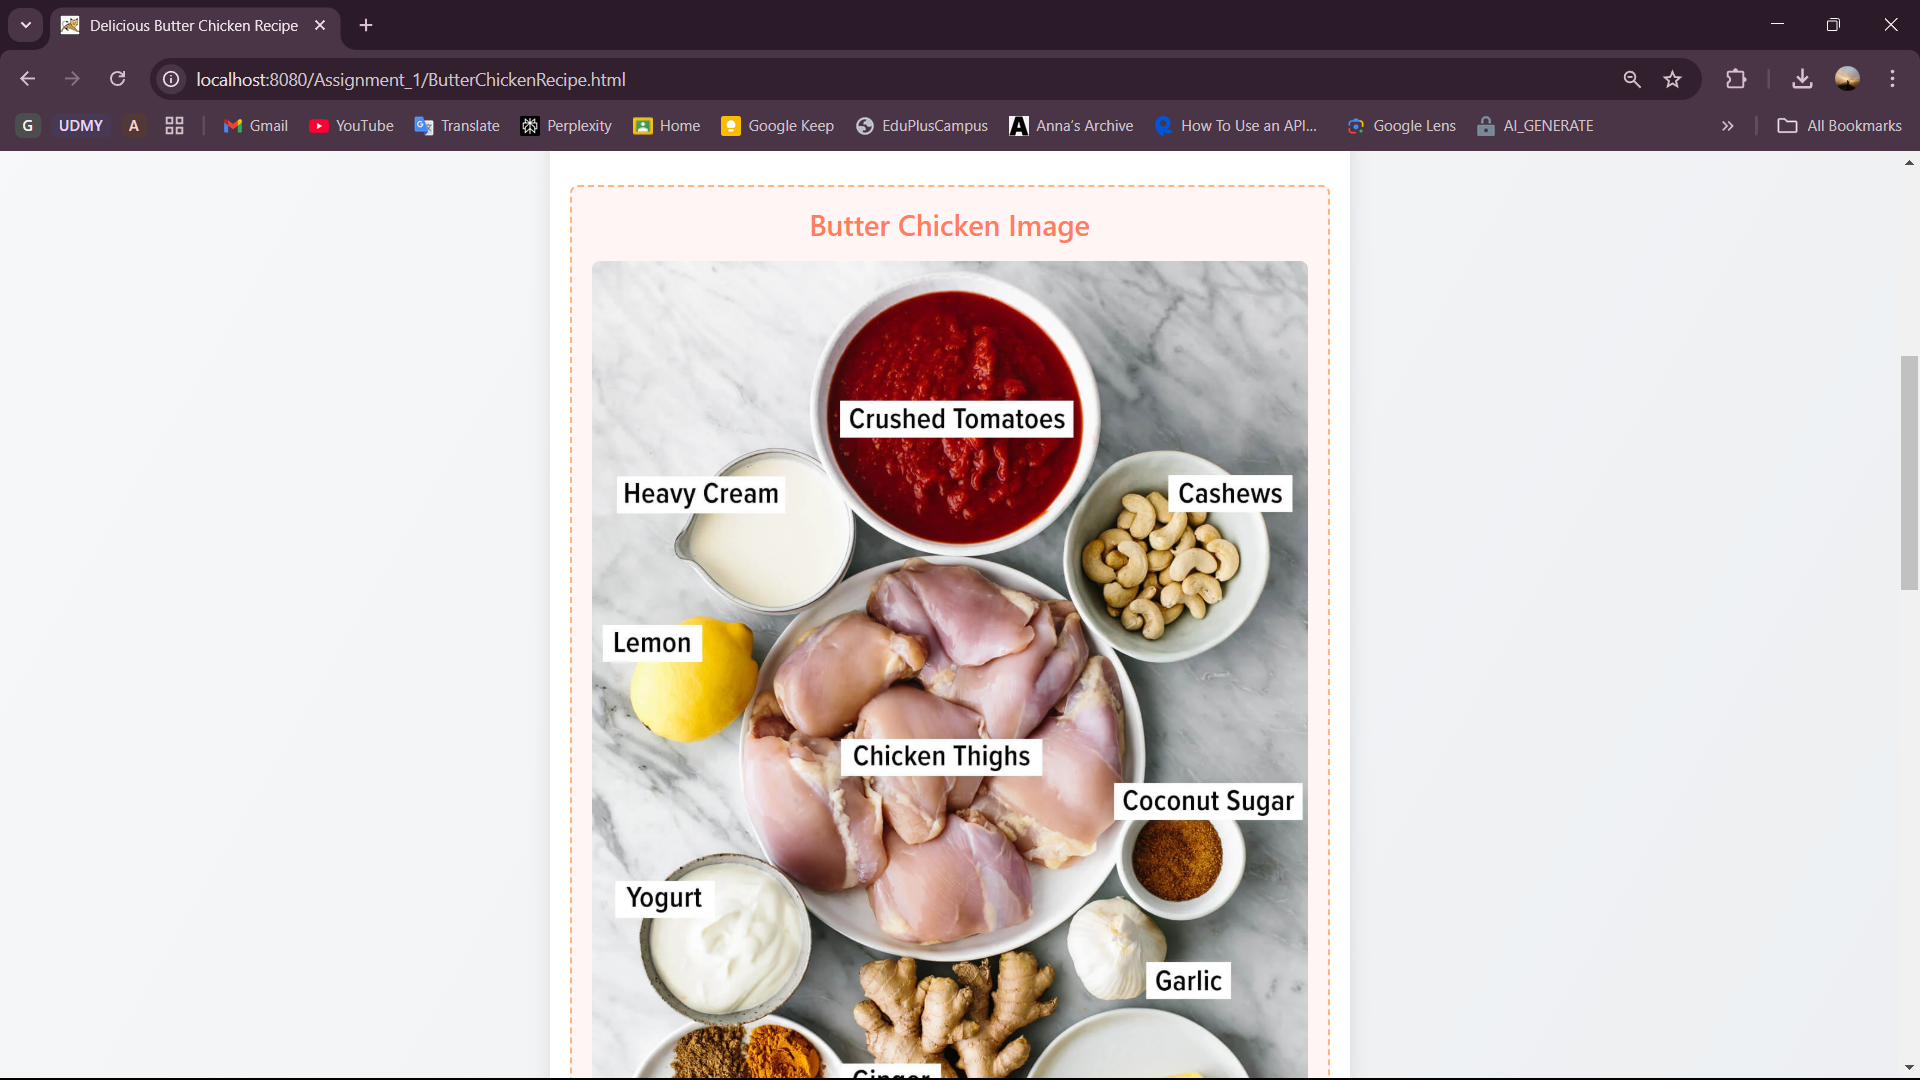 Delicious Butter Chicken Recipe
localhost:8080/Assignment_1/ButterChickenRecipe.html
G UDMY A Gmail YouTube Translate Perplexity Home Google Keep EduPlusCampus Anna's Archive How To Use an API... Google Lens AI_GENERATE » All Bookmarks
Butter Chicken Image
Crushed Tomatoes
Heavy Cream
Cashews
Lemon
Chicken Thighs
Coconut Sugar
Yogurt
Garlic
Ginger